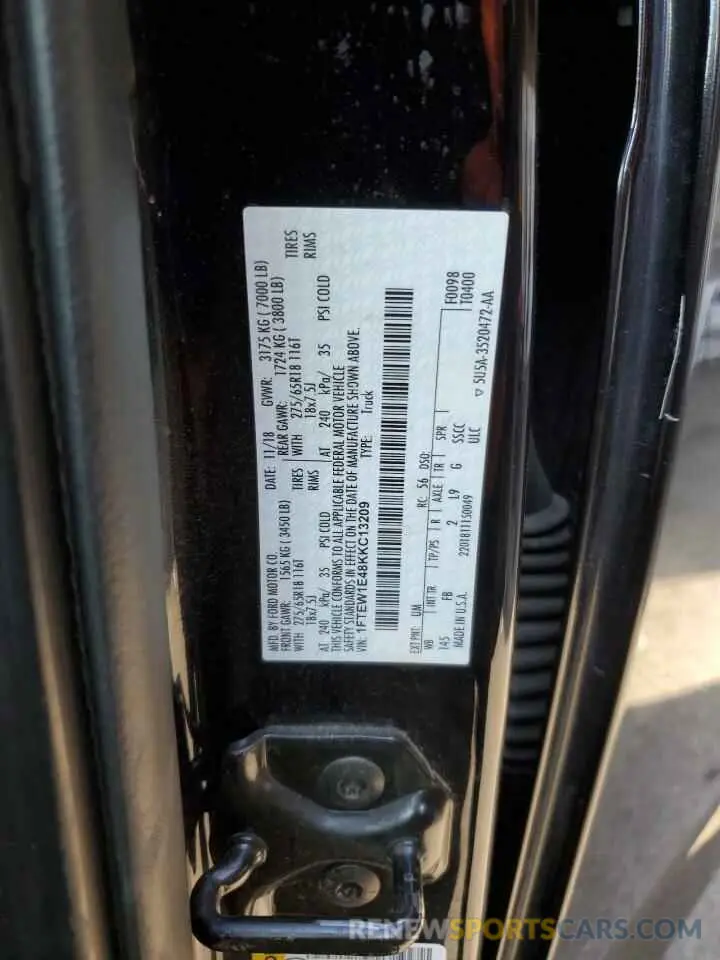 MFD. BY FORD MOTOR CO. DATE: 11/18 GVWR: 3175 KG ( 7000 LB)
FRONT GAWR: 1565 KG ( 3450 LB) REAR GAWR: 1724 KG ( 3800 LB)
WITH 275/65R18 116T TIRES WITH 275/65R18 116T TIRES
18x7.5J RIMS 18x7.5J RIMS
AT 240 kPa/ 35 PSI COLD AT 240 kPa/ 35 PSI COLD
THIS VEHICLE CONFORMS TO ALL APPLICABLE FEDERAL MOTOR VEHICLE
SAFETY STANDARDS IN EFFECT ON THE DATE OF MANUFACTURE SHOWN ABOVE.
VIN: 1FTEW1E48KKC13209 TYPE: Truck
EXT PNT: UM RC: 56 DSO: F0098
WB INT TR TP/PS R AXLE TR SPR T0400
145 FB 2 L9 G SSCC
MADE IN U.S.A. 2201811150049 ULC
▽ 5U5A-3520472-AA
RENEWSPORTSCARS.COM